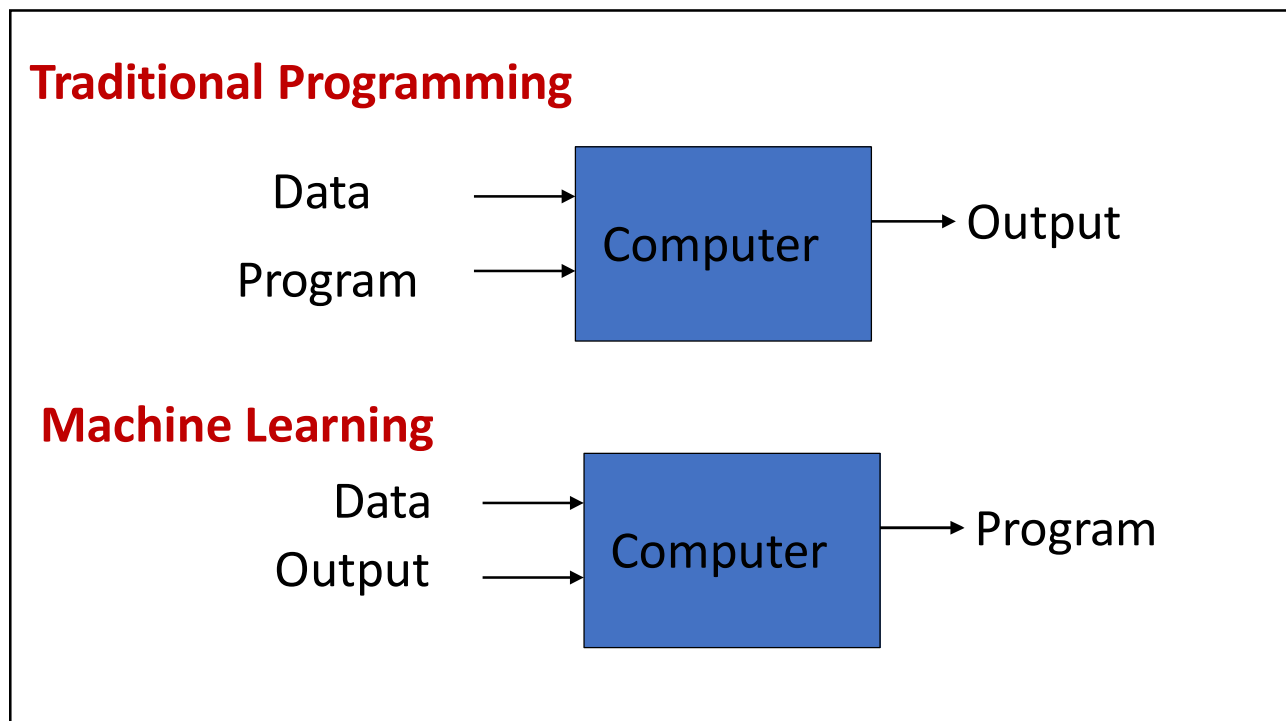 Traditional Programming
Data
Program
Computer
Output
Machine Learning
Data
Output
Computer
Program